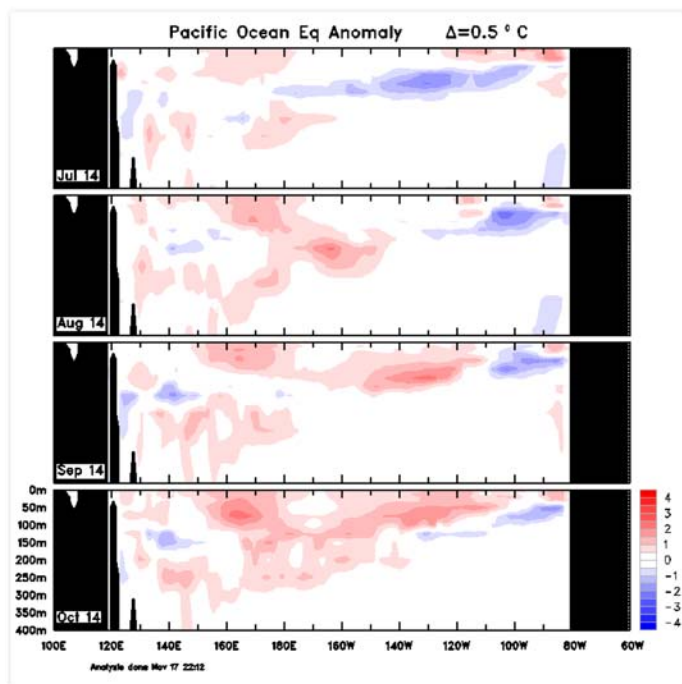 Pacific Ocean Eq Anomaly Δ=0.5 °C
Jul 14
Aug 14
Sep 14
Oct 14
0m
50m
100m
150m
200m
250m
300m
350m
400m
100E 120E 140E 160E 180E 160W 140W 120W 100W 80W 60W
4
3
2
1
0
-1
-2
-3
-4
Analysis done Nov 17 22:12